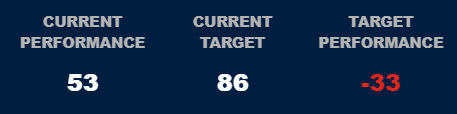 CURRENT PERFORMANCE
CURRENT TARGET
TARGET PERFORMANCE
53
86
-33